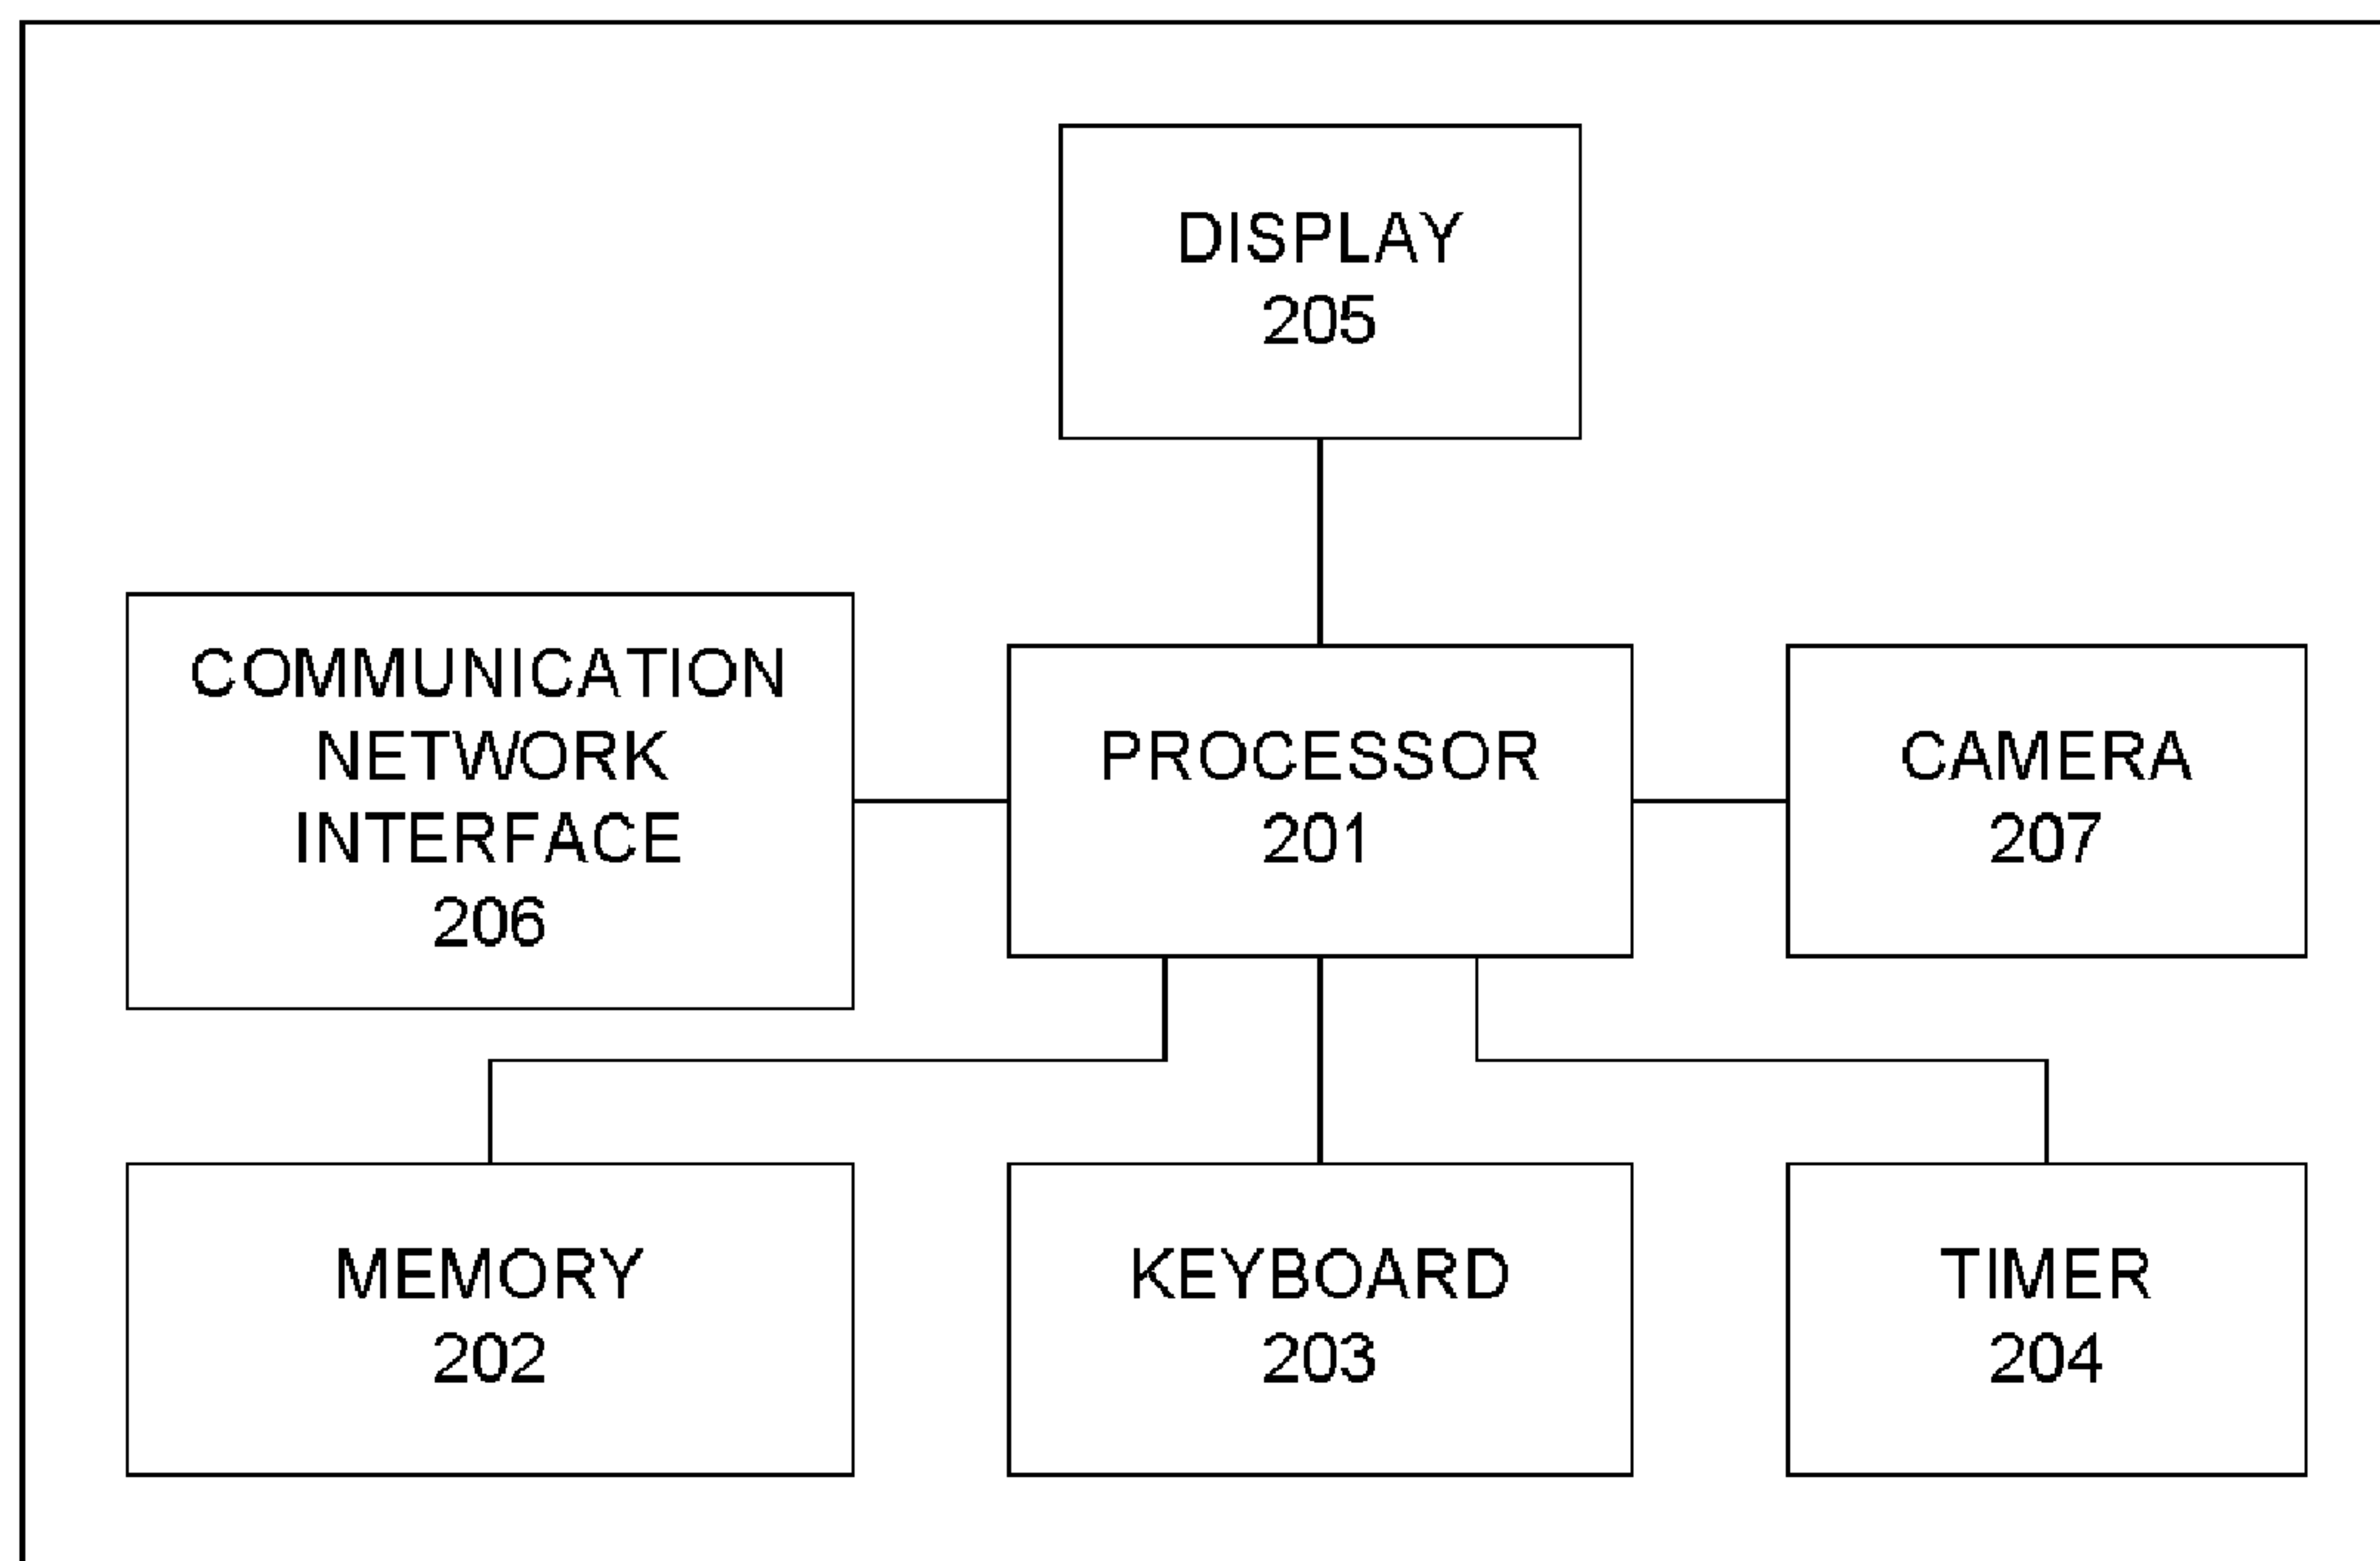 DISPLAY
205
COMMUNICATION
NETWORK
INTERFACE
206
PROCESSOR
201
CAMERA
207
MEMORY
202
KEYBOARD
203
TIMER
204